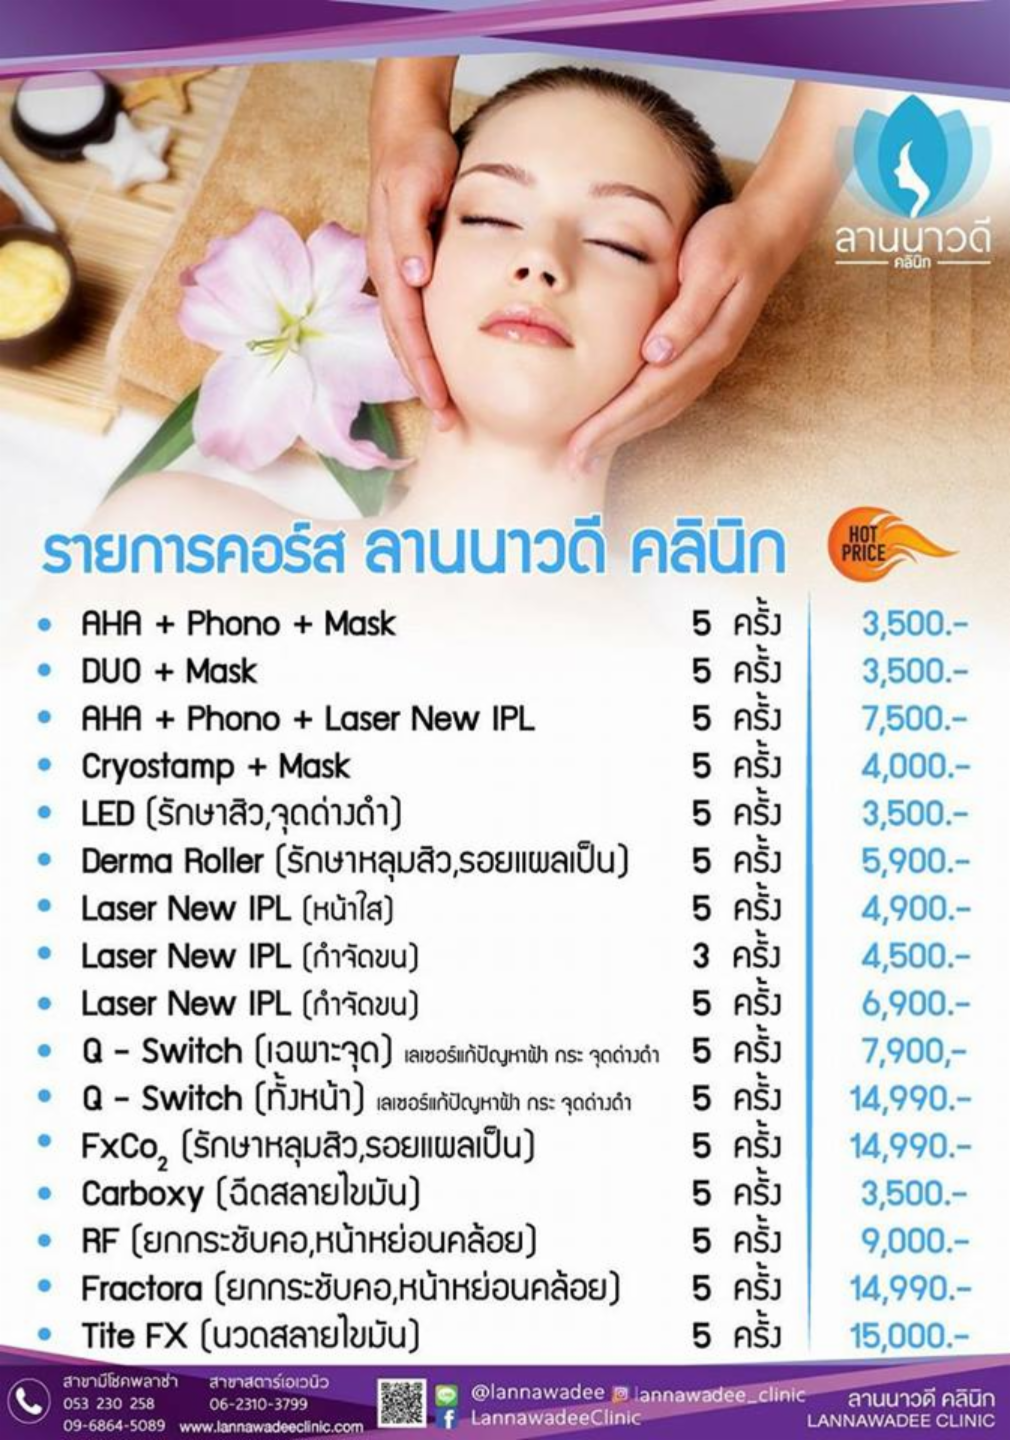 ลานนาวดี
คลินิก
รายการคอร์ส ลานนาวดี คลินิก
HOT
PRICE
• AHA + Phono + Mask 5 ครั้ง 3,500.-
• DUO + Mask 5 ครั้ง 3,500.-
• AHA + Phono + Laser New IPL 5 ครั้ง 7,500.-
• Cryostamp + Mask 5 ครั้ง 4,000.-
• LED (รักษาสิว,จุดด่างดำ) 5 ครั้ง 3,500.-
• Derma Roller (รักษาหลุมสิว,รอยแผลเป็น) 5 ครั้ง 5,900.-
• Laser New IPL (หน้าใส) 5 ครั้ง 4,900.-
• Laser New IPL (กำจัดขน) 3 ครั้ง 4,500.-
• Laser New IPL (กำจัดขน) 5 ครั้ง 6,900.-
• Q - Switch (เฉพาะจุด) เลเซอร์แก้ปัญหาฝ้า กระ จุดด่างดำ 5 ครั้ง 7,900,-
• Q - Switch (ทั้งหน้า) เลเซอร์แก้ปัญหาฝ้า กระ จุดด่างดำ 5 ครั้ง 14,990.-
• FxCo₂ (รักษาหลุมสิว,รอยแผลเป็น) 5 ครั้ง 14,990.-
• Carboxy (ฉีดสลายไขมัน) 5 ครั้ง 3,500.-
• RF (ยกกระชับคอ,หน้าหย่อนคล้อย) 5 ครั้ง 9,000.-
• Fractora (ยกกระชับคอ,หน้าหย่อนคล้อย) 5 ครั้ง 14,990.-
• Tite FX (นวดสลายไขมัน) 5 ครั้ง 15,000.-
สาขามีโชคพลาซ่า สาขาสตาร์เอเวนิว @lannawadee lannawadee_clinic ลานนาวดี คลินิก
053 230 258 06-2310-3799 LannawadeeClinic LANNAWADEE CLINIC
09-6864-5089 www.lannawadeeclinic.com